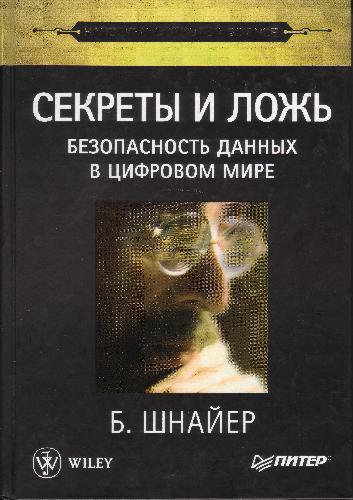 СЕКРЕТЫ И ЛОЖЬ
БЕЗОПАСНОСТЬ ДАННЫХ
В ЦИФРОВОМ МИРЕ
Б. ШНАЙЕР
WILEY
ПИТЕР